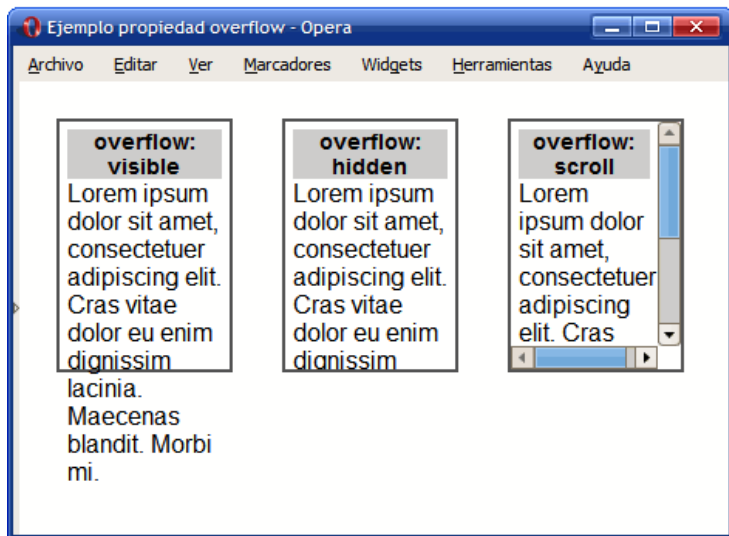 Ejemplo propiedad overflow - Opera
Archivo Editar Ver Marcadores Widgets Herramientas Ayuda
overflow:
visible
Lorem ipsum
dolor sit amet,
consectetuer
adipiscing elit.
Cras vitae
dolor eu enim
dignissim
lacinia.
Maecenas
blandit. Morbi
mi.
overflow:
hidden
Lorem ipsum
dolor sit amet,
consectetuer
adipiscing elit.
Cras vitae
dolor eu enim
dignissim
overflow:
scroll
Lorem
ipsum dolor
sit amet,
consectetuer
adipiscing
elit. Cras